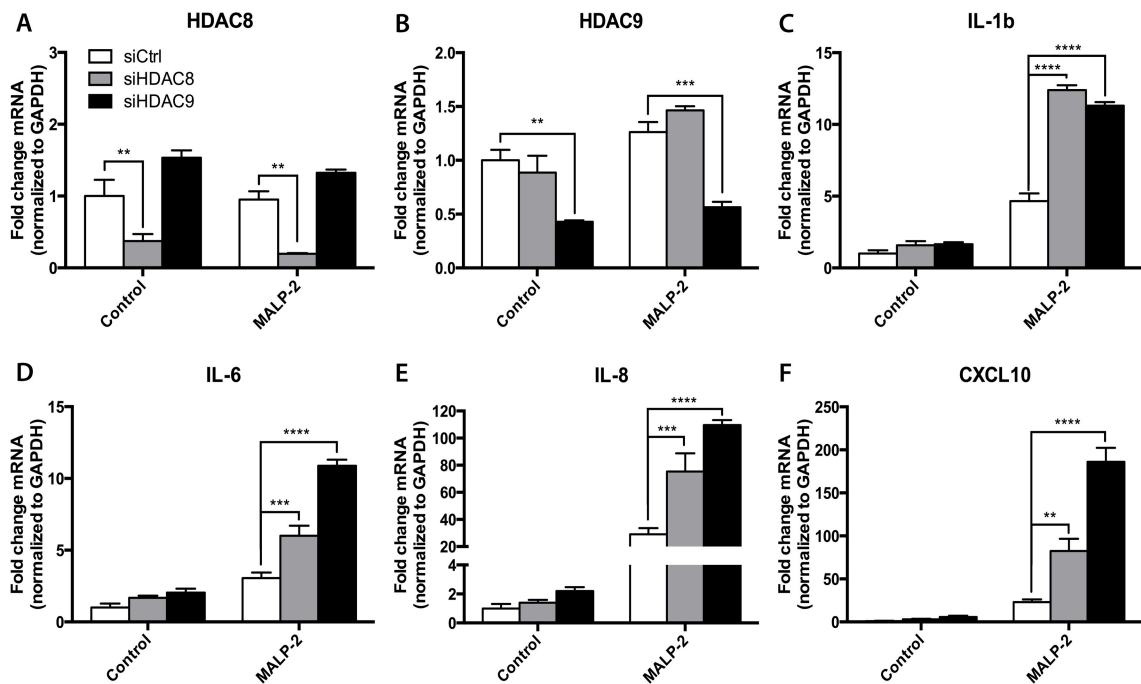 A
HDAC8
Fold change mRNA
(normalized to GAPDH)
3
2
1
0
siCtrl
siHDAC8
siHDAC9
**
**
Control
MALP-2
B
HDAC9
Fold change mRNA
(normalized to GAPDH)
2.0
1.5
1.0
0.5
0.0
**
***
Control
MALP-2
C
IL-1b
Fold change mRNA
(normalized to GAPDH)
15
10
5
0
****
****
Control
MALP-2
D
IL-6
Fold change mRNA
(normalized to GAPDH)
15
10
5
0
****
***
Control
MALP-2
E
IL-8
Fold change mRNA
(normalized to GAPDH)
120
100
80
60
40
20
4
2
0
****
***
Control
MALP-2
F
CXCL10
Fold change mRNA
(normalized to GAPDH)
250
200
150
100
50
0
****
**
Control
MALP-2